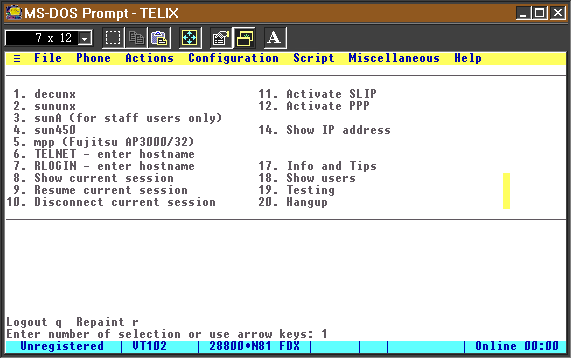 MS-DOS Prompt - TELIX
7 x 12
A
≡ File Phone Actions Configuration Script Miscellaneous Help
1. decunx 11. Activate SLIP
2. sununx 12. Activate PPP
3. sunA (for staff users only)
4. sun450 14. Show IP address
5. mpp (Fujitsu AP3000/32)
6. TELNET - enter hostname
7. RLOGIN - enter hostname 17. Info and Tips
8. Show current session 18. Show users
9. Resume current session 19. Testing
10. Disconnect current session 20. Hangup
Logout q Repaint r
Enter number of selection or use arrow keys: 1
Unregistered VT102 28800•N81 FDX Online 00:00